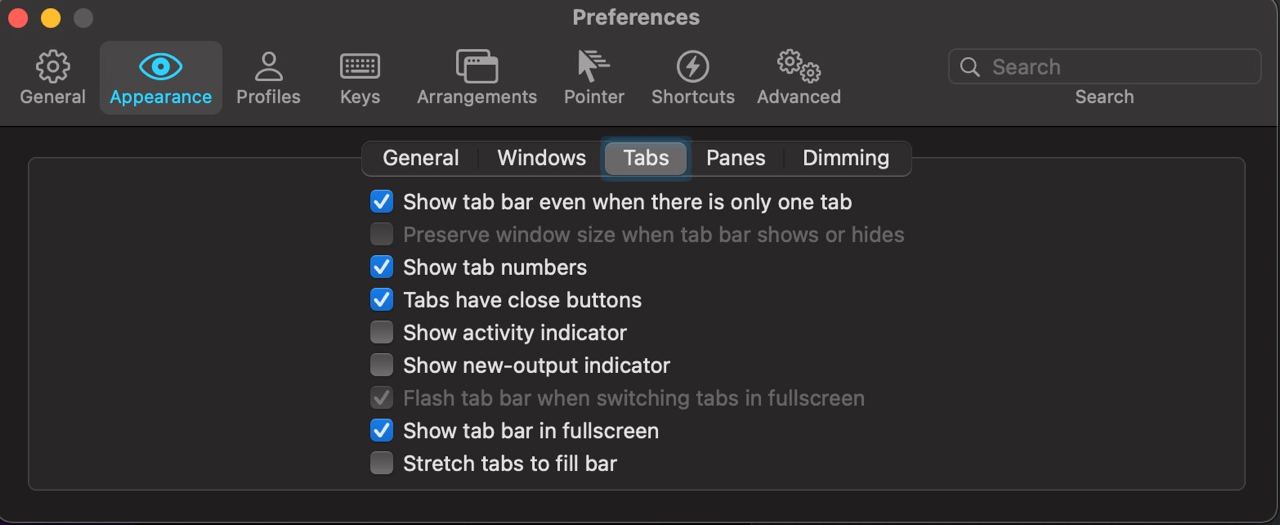 Preferences
General Appearance Profiles Keys Arrangements Pointer Shortcuts Advanced Search
Search
General Windows Tabs Panes Dimming
Show tab bar even when there is only one tab
Preserve window size when tab bar shows or hides
Show tab numbers
Tabs have close buttons
Show activity indicator
Show new-output indicator
Flash tab bar when switching tabs in fullscreen
Show tab bar in fullscreen
Stretch tabs to fill bar